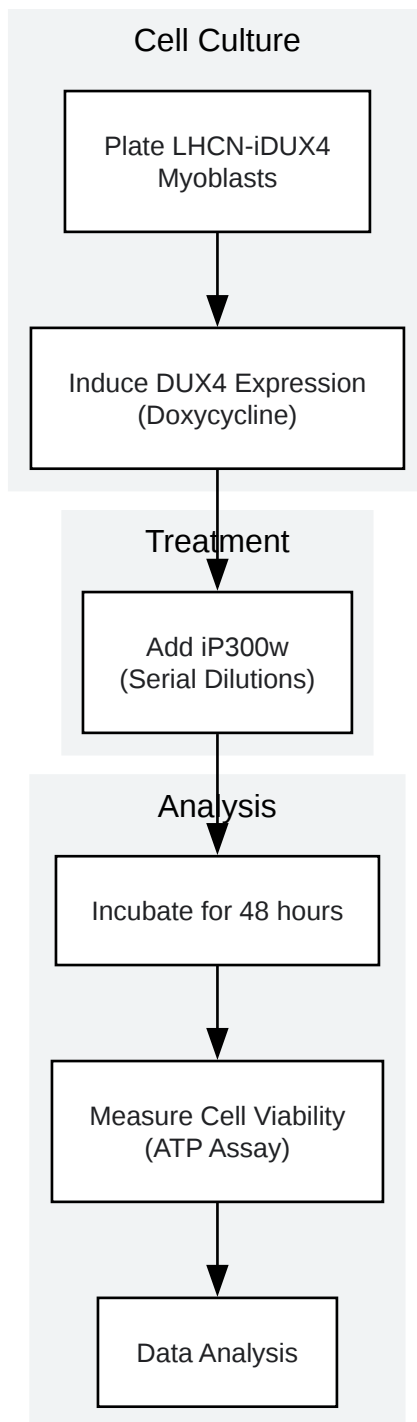 Cell Culture
Plate LHCN-iDUX4
Myoblasts
Induce DUX4 Expression
(Doxycycline)
Treatment
Add iP300w
(Serial Dilutions)
Analysis
Incubate for 48 hours
Measure Cell Viability
(ATP Assay)
Data Analysis